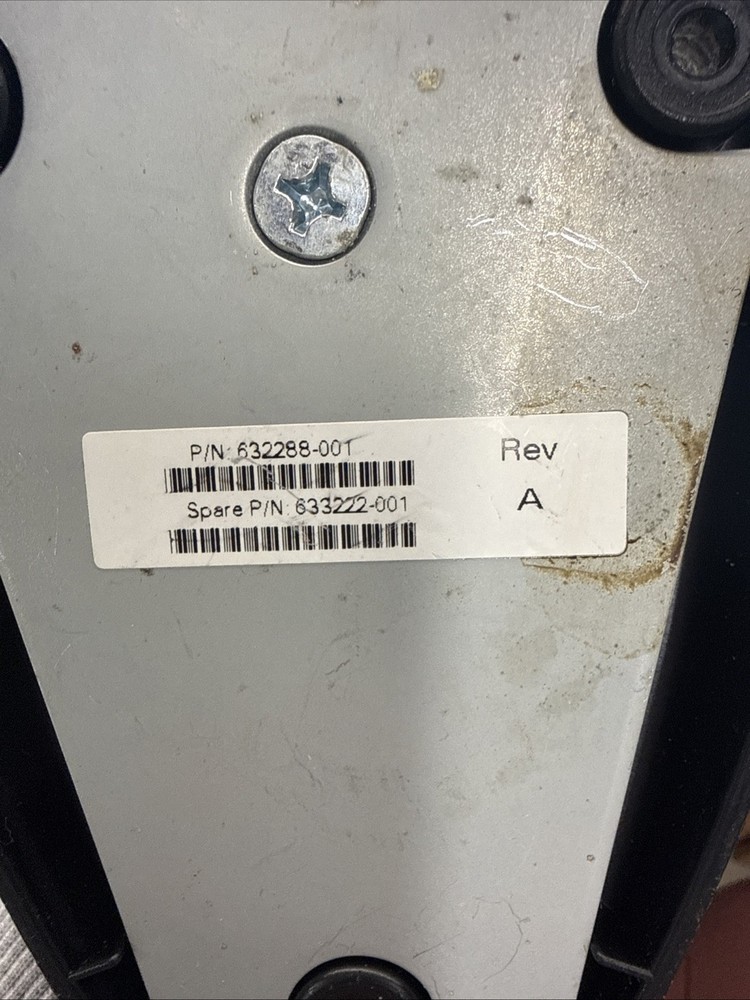 P/N: 632288-001
Rev
Spare P/N: 633222-001
A